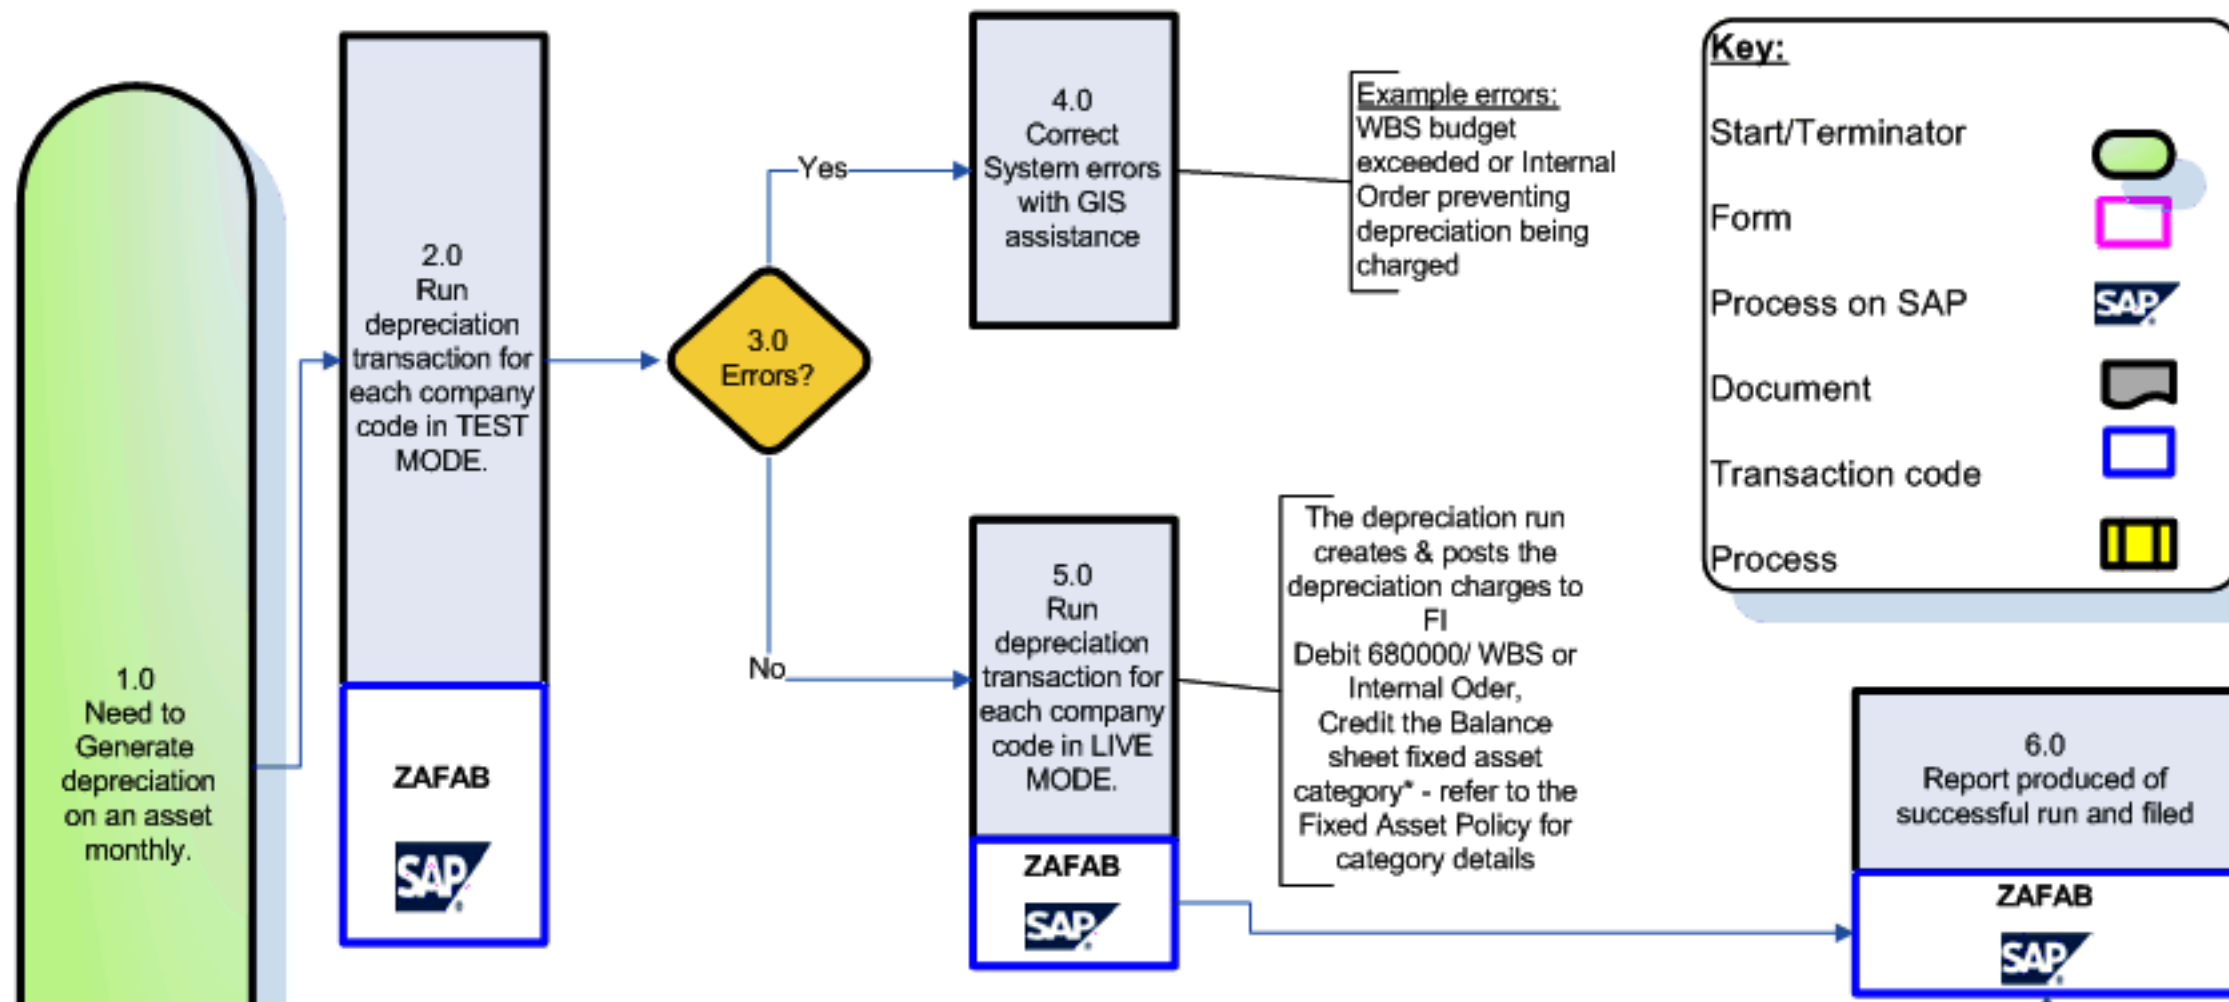 1.0
Need to
Generate
depreciation
on an asset
monthly.
2.0
Run
depreciation
transaction for
each company
code in TEST
MODE.
ZAFAB
SAP
3.0
Errors?
Yes
No
4.0
Correct
System errors
with GIS
assistance
Example errors:
WBS budget
exceeded or Internal
Order preventing
depreciation being
charged
5.0
Run
depreciation
transaction for
each company
code in LIVE
MODE.
ZAFAB
SAP
The depreciation run
creates & posts the
depreciation charges to
FI
Debit 680000/ WBS or
Internal Oder,
Credit the Balance
sheet fixed asset
category* - refer to the
Fixed Asset Policy for
category details
6.0
Report produced of
successful run and filed
ZAFAB
SAP
Key:
Start/Terminator
Form
Process on SAP
SAP
Document
Transaction code
Process